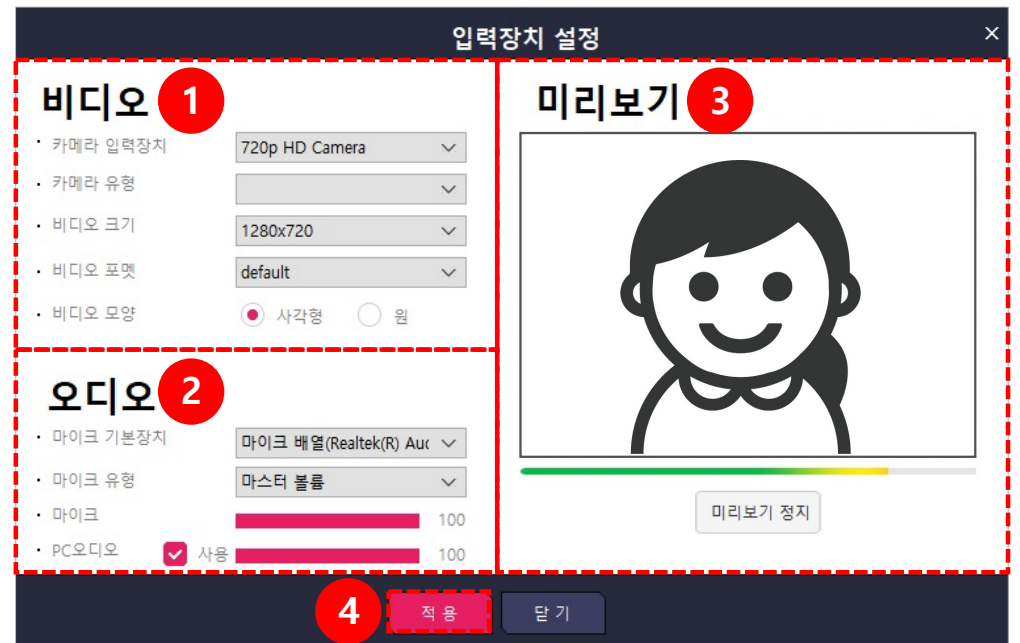 입력장치 설정
비디오 1
· 카메라 입력장치 720p HD Camera
· 카메라 유형
· 비디오 크기 1280x720
· 비디오 포멧 default
· 비디오 모양 사각형 원
오디오 2
· 마이크 기본장치 마이크 배열(Realtek(R) Auc
· 마이크 유형 마스터 볼륨
· 마이크 100
· PC오디오 사용 100
미리보기 3
미리보기 정지
4 적 용 닫 기